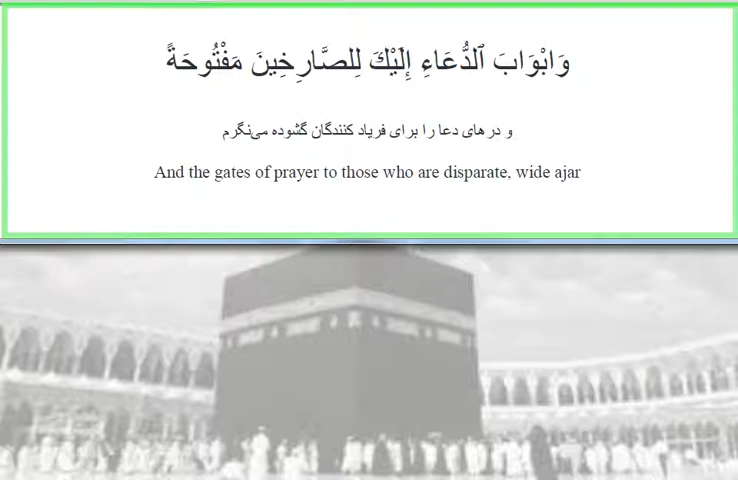 وَابْوَابَ ٱلدُّعَاءِ إِلَيْكَ لِلصَّارِخِينَ مَفْتُوحَةً
و درهای دعا را برای فریاد کنندگان گشوده می‌نگرم
And the gates of prayer to those who are disparate, wide ajar